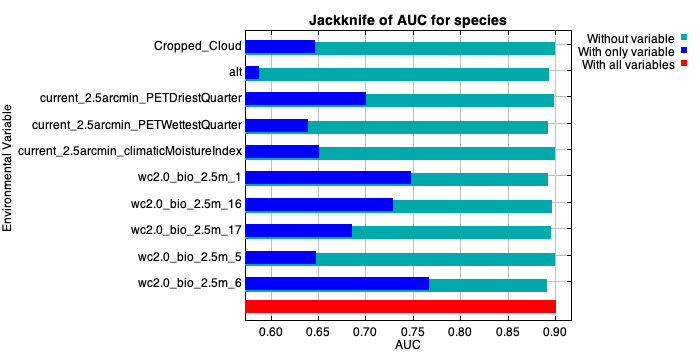 Jackknife of AUC for species
Without variable
With only variable
With all variables
Environmental Variable
Cropped_Cloud
alt
current_2.5arcmin_PETDriestQuarter
current_2.5arcmin_PETWettestQuarter
current_2.5arcmin_climaticMoistureIndex
wc2.0_bio_2.5m_1
wc2.0_bio_2.5m_16
wc2.0_bio_2.5m_17
wc2.0_bio_2.5m_5
wc2.0_bio_2.5m_6
0.60 0.65 0.70 0.75 0.80 0.85 0.90
AUC